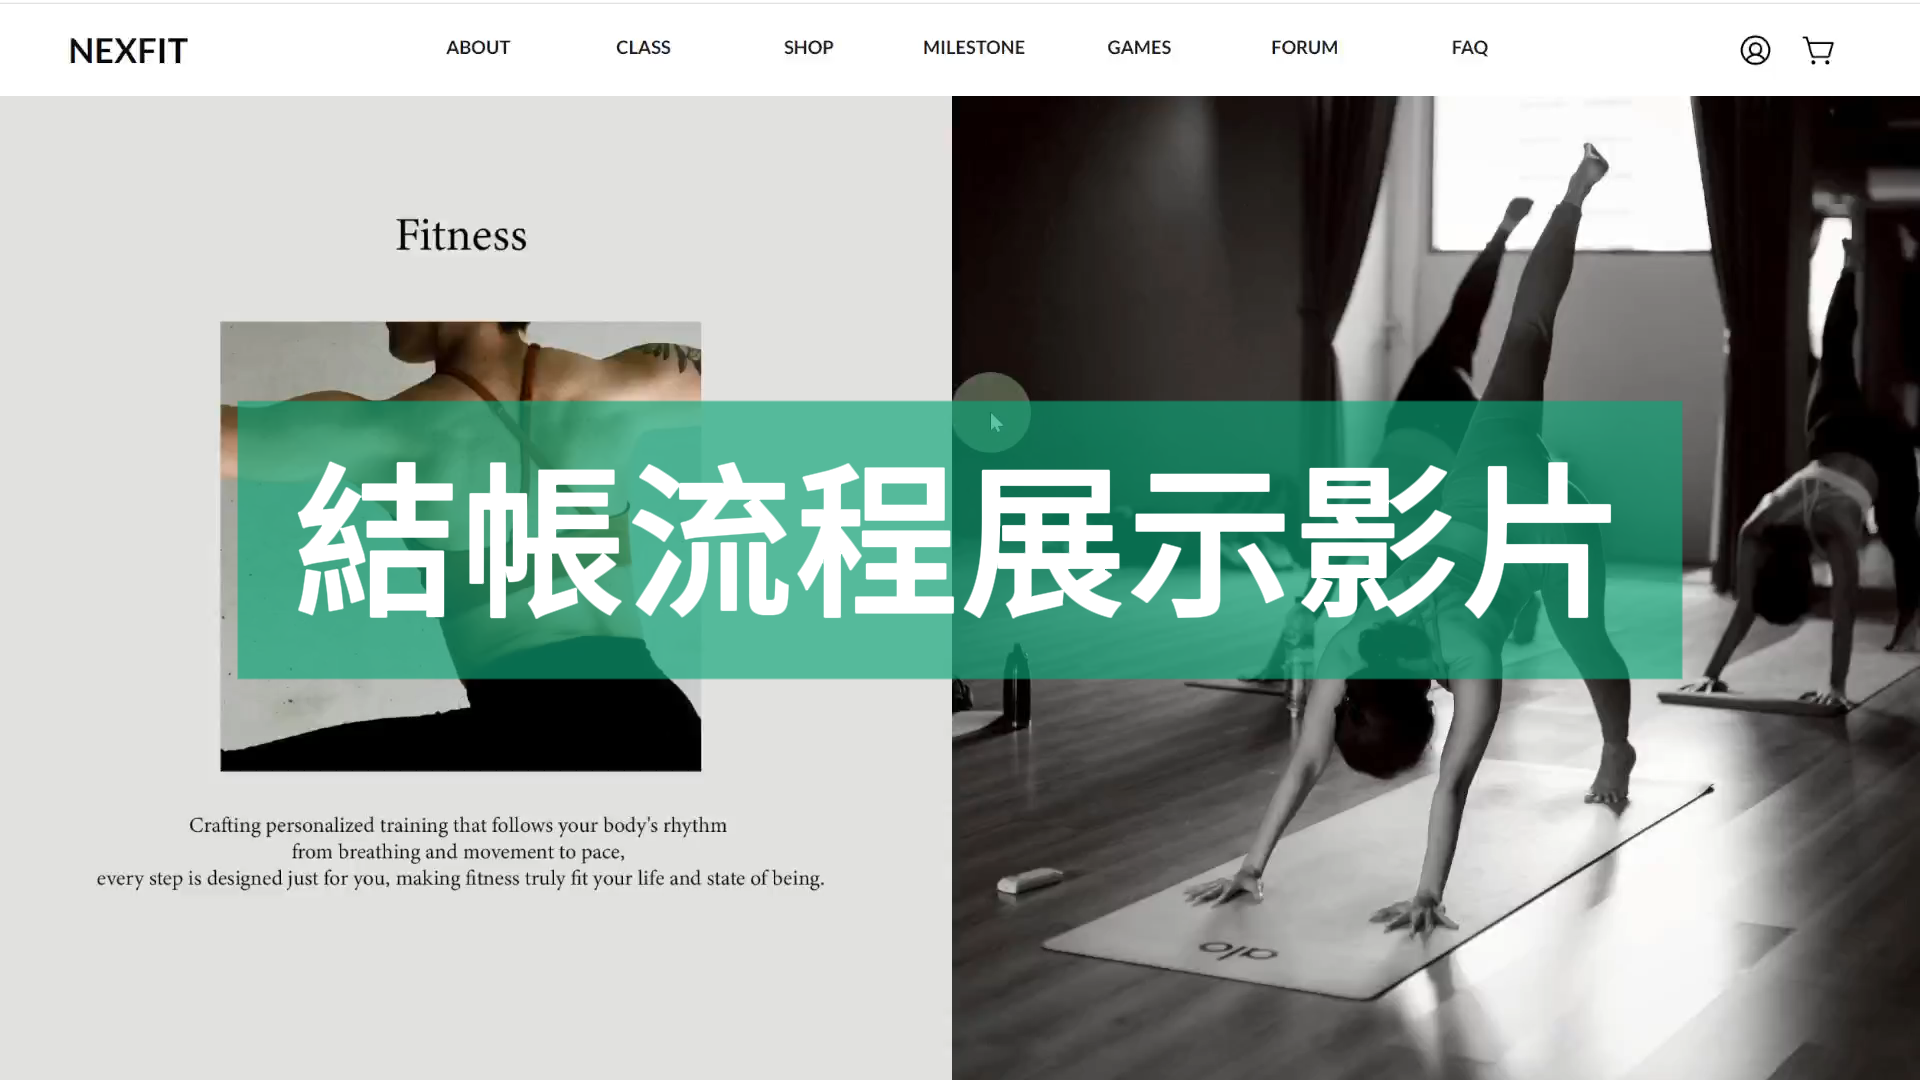 NEXFIT
ABOUT
CLASS
SHOP
MILESTONE
GAMES
FORUM
FAQ
Fitness
結帳流程展示影片
Crafting personalized training that follows your body's rhythm
from breathing and movement to pace,
every step is designed just for you, making fitness truly fit your life and state of being.
alo